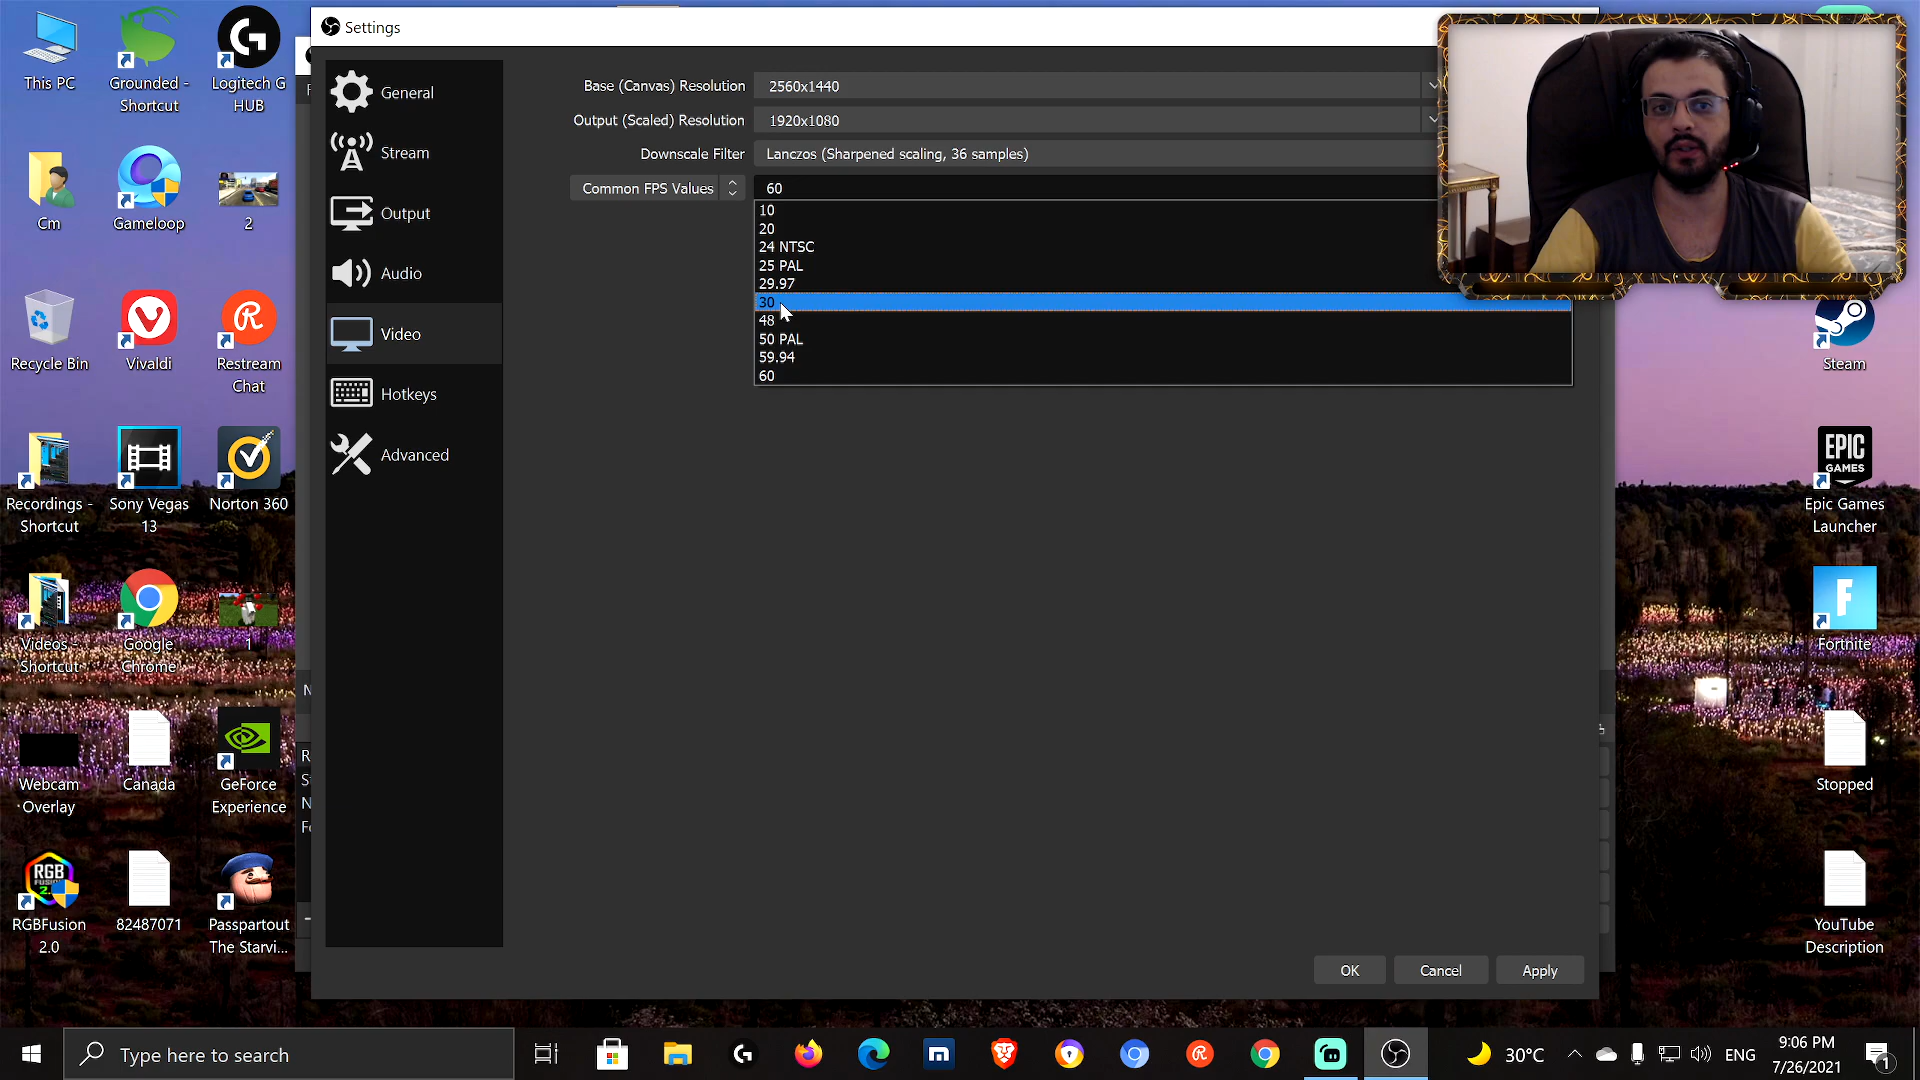 This PC
Grounded -
Shortcut
Logitech G
HUB
Cm
Gameloop
2
Recycle Bin
Vivaldi
Restream
Chat
Recordings -
Shortcut
Sony Vegas
13
Norton 360
Videos -
Shortcut
Google
Chrome
1
Webcam
Overlay
Canada
GeForce
Experience
RGB
RGBFusion
2.0
82487071
Passpartout
The Starvi...
Settings
General
Stream
Output
Audio
Video
Hotkeys
Advanced
Base (Canvas) Resolution
2560x1440
Output (Scaled) Resolution
1920x1080
Downscale Filter
Lanczos (Sharpened scaling, 36 samples)
Common FPS Values
60
10
20
24 NTSC
25 PAL
29.97
30
48
50 PAL
59.94
60
OK
Cancel
Apply
Steam
EPIC
GAMES
Epic Games
Launcher
Fortnite
Stopped
YouTube
Description
Type here to search
30°C
ENG
9:06 PM
7/26/2021
1